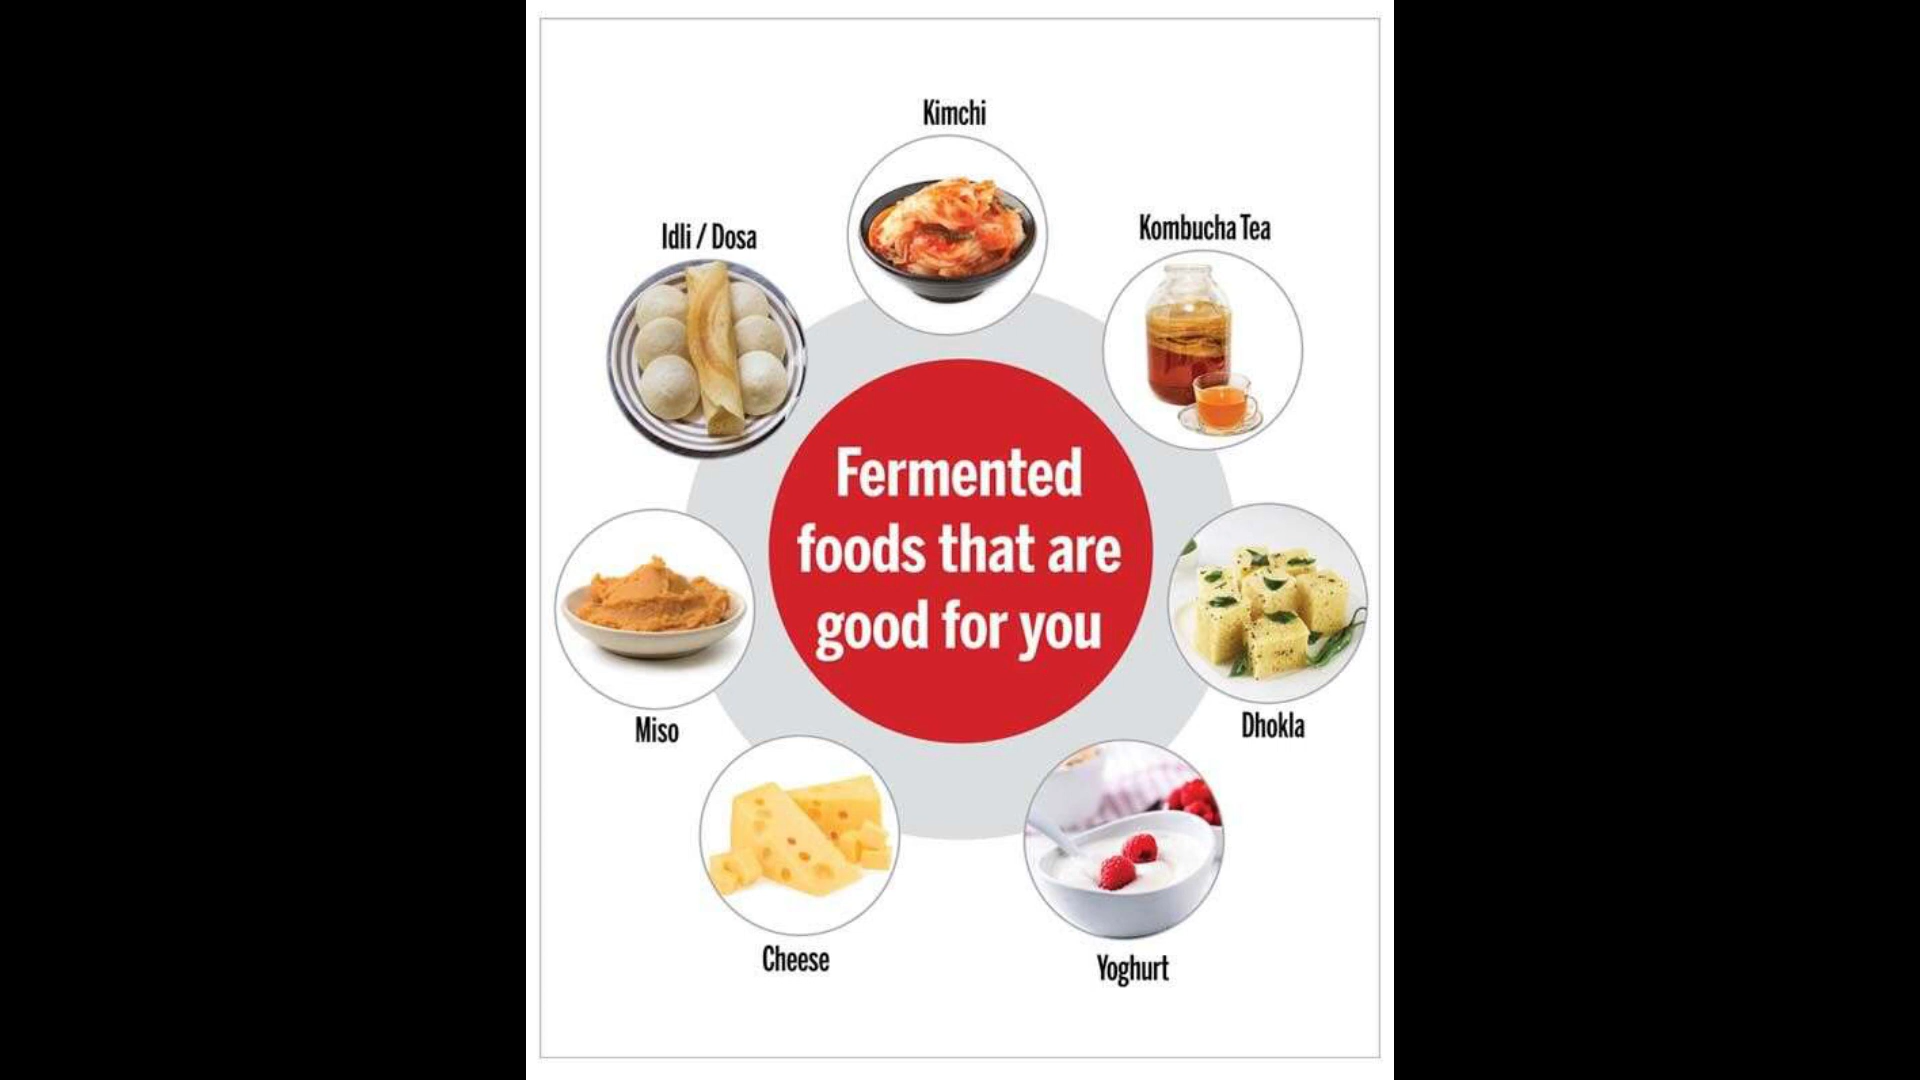 Kimchi
Kombucha Tea
Idli / Dosa
Fermented
foods that are
good for you
Miso
Dhokla
Cheese
Yoghurt